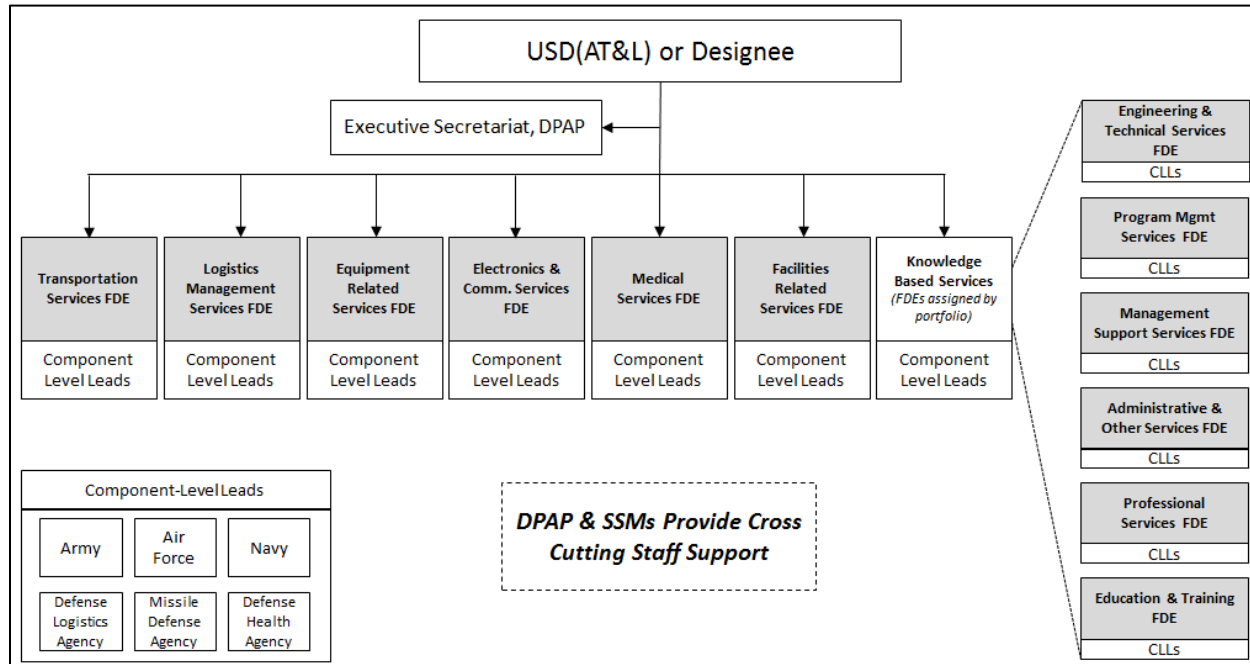 USD(AT&L) or Designee
Executive Secretariat, DPAP
Transportation
Services FDE
Component
Level Leads
Logistics
Management
Services FDE
Component
Level Leads
Equipment
Related
Services FDE
Component
Level Leads
Electronics &
Comm. Services
FDE
Component
Level Leads
Medical
Services FDE
Component
Level Leads
Facilities
Related
Services FDE
Component
Level Leads
Knowledge
Based Services
(FDEs assigned by
portfolio)
Component
Level Leads
Engineering &
Technical Services
FDE
CLLs
Program Mgmt
Services FDE
CLLs
Management
Support Services FDE
CLLs
Administrative &
Other Services FDE
CLLs
Professional
Services FDE
CLLs
Education & Training
FDE
CLLs
Component-Level Leads
Army
Air
Force
Navy
Defense
Logistics
Agency
Missile
Defense
Agency
Defense
Health
Agency
DPAP & SSMs Provide Cross
Cutting Staff Support